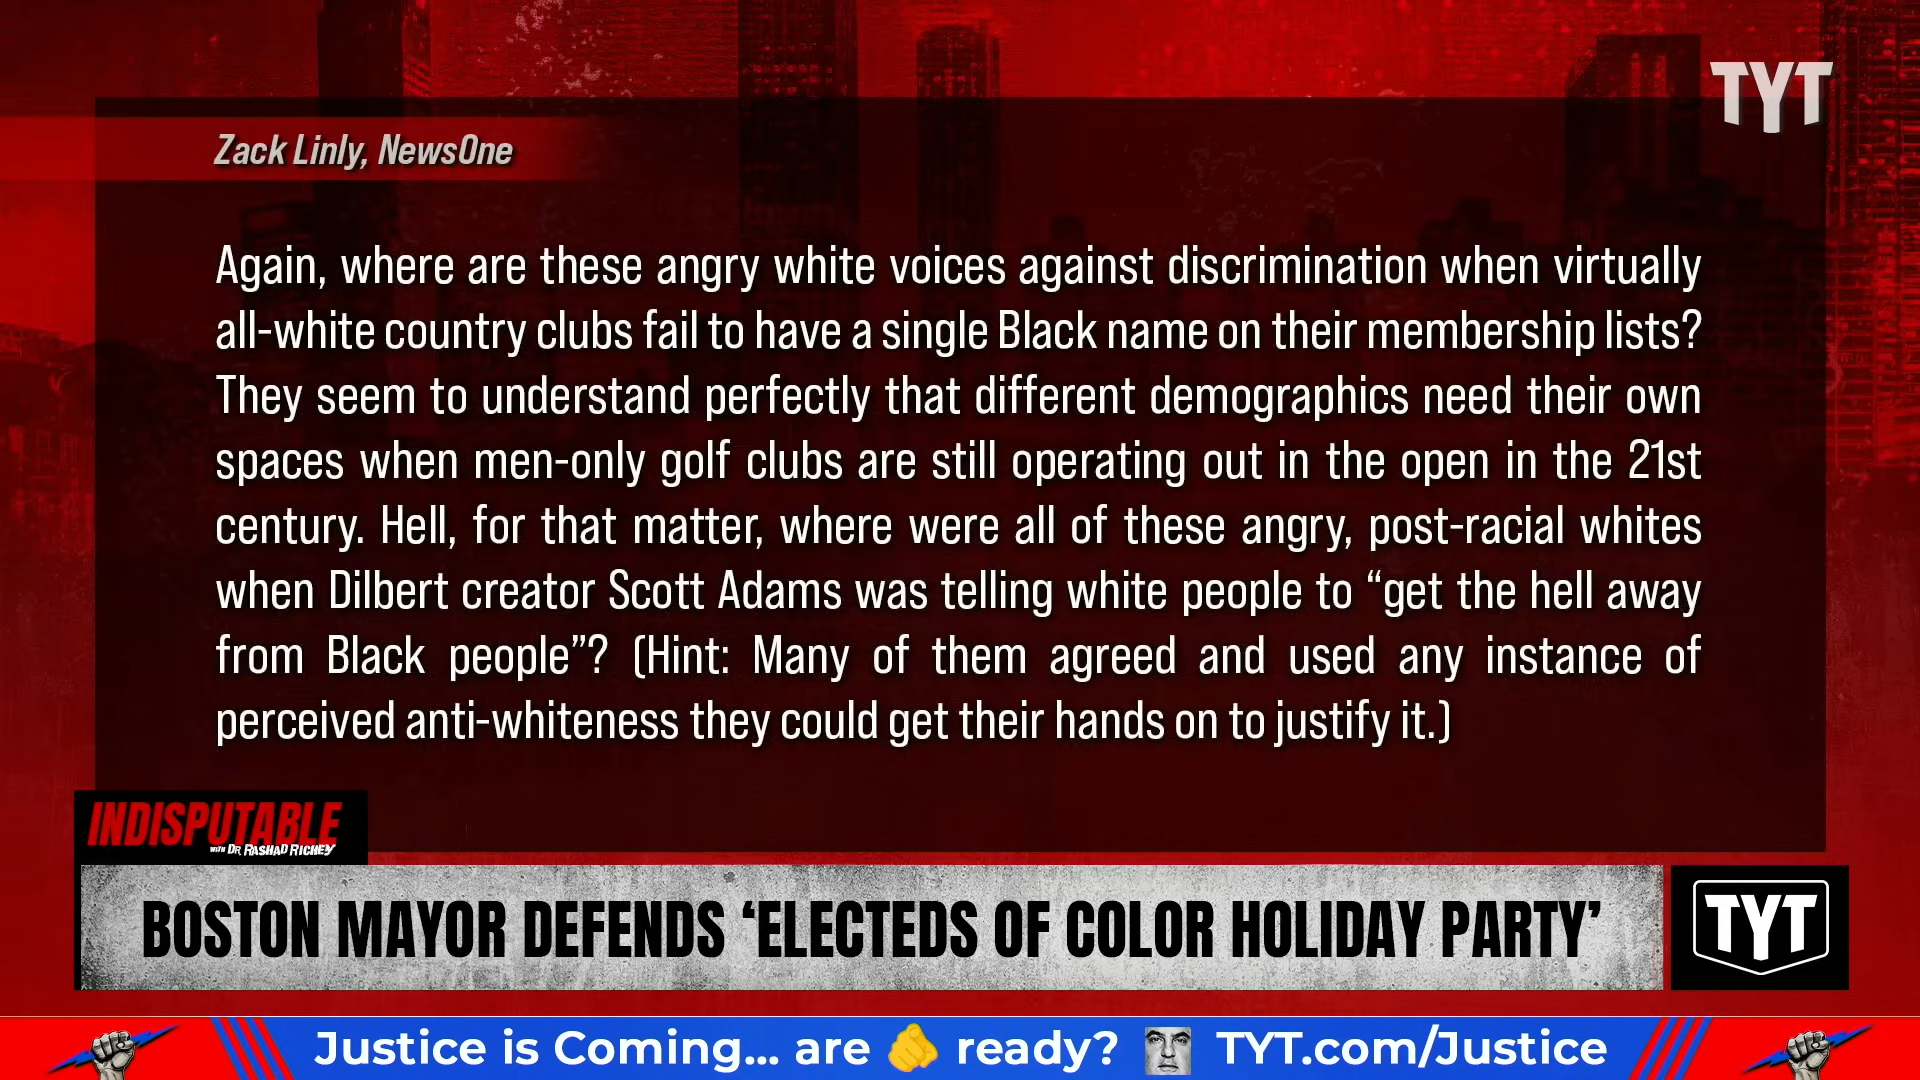 TYT
Zack Linly, NewsOne
Again, where are these angry white voices against discrimination when virtually
all-white country clubs fail to have a single Black name on their membership lists?
They seem to understand perfectly that different demographics need their own
spaces when men-only golf clubs are still operating out in the open in the 21st
century. Hell, for that matter, where were all of these angry, post-racial whites
when Dilbert creator Scott Adams was telling white people to “get the hell away
from Black people”? (Hint: Many of them agreed and used any instance of
perceived anti-whiteness they could get their hands on to justify it.)
INDISPUTABLE
WITH DR RASHAD RICHEY
BOSTON MAYOR DEFENDS ‘ELECTEDS OF COLOR HOLIDAY PARTY’
TYT
Justice is Coming... are 🫵 ready? TYT.com/Justice